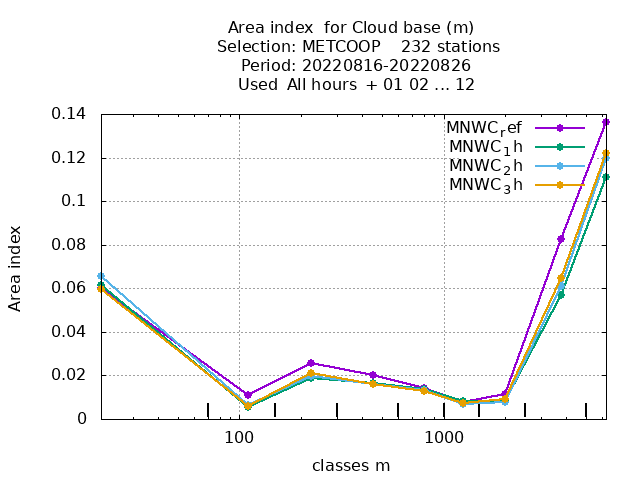 Area index for Cloud base (m)
Selection: METCOOP 232 stations
Period: 20220816-20220826
Used All hours + 01 02 ... 12
0.14
0.12
0.1
0.08
0.06
0.04
0.02
0
Area index
MNWC_ref
MNWC_1h
MNWC_2h
MNWC_3h
100 1000
classes m